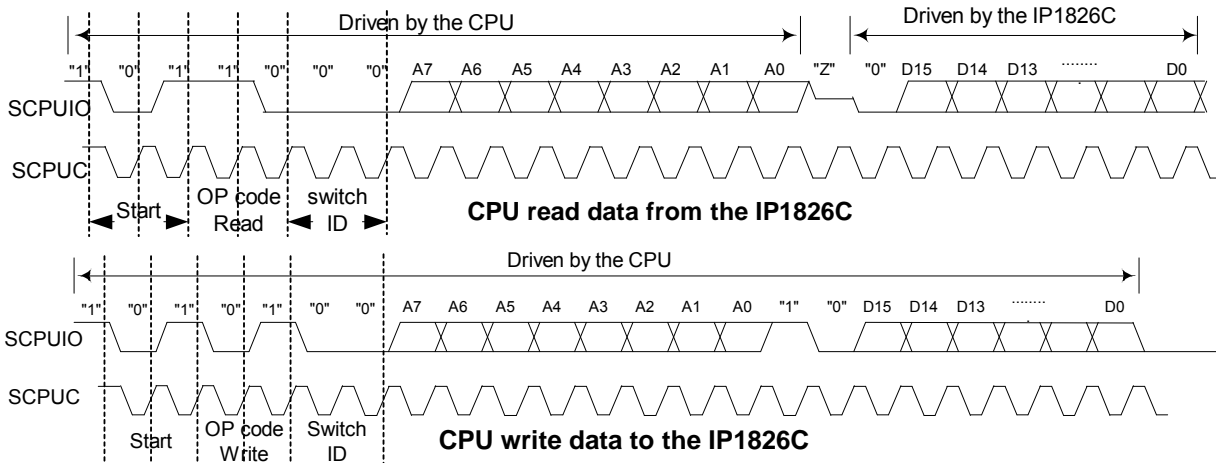 Driven by the CPU
Driven by the IP1826C
"1" "0" "1" "1" "0" "0" "0" A7 A6 A5 A4 A3 A2 A1 A0 "Z" "0" D15 D14 D13 ........ D0
SCPUIO
SCPUC
Start
OP code
Read
switch
ID
CPU read data from the IP1826C
Driven by the CPU
"1" "0" "1" "0" "1" "0" "0" A7 A6 A5 A4 A3 A2 A1 A0 "1" "0" D15 D14 D13 ........ D0
SCPUIO
SCPUC
Start
OP code
Write
Switch
ID
CPU write data to the IP1826C